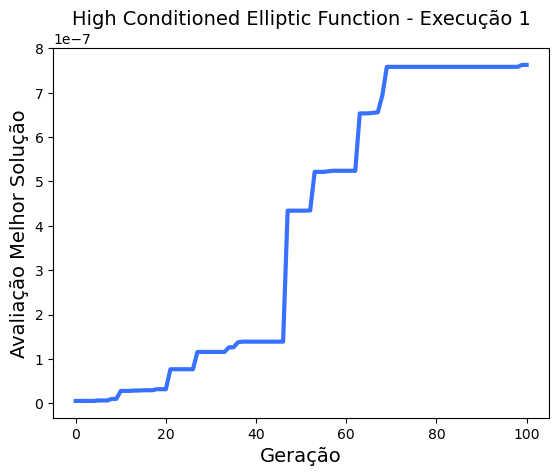 High Conditioned Elliptic Function - Execução 1
1e−7
8
7
6
5
4
3
2
1
0
Avaliação Melhor Solução
0 20 40 60 80 100
Geração